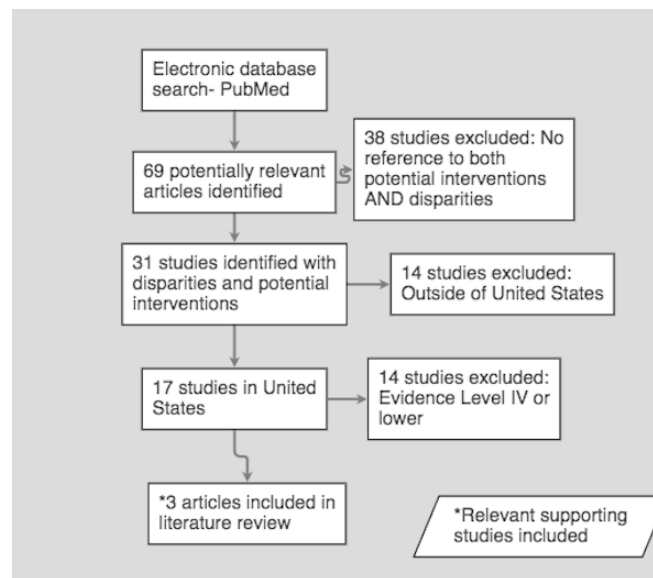 Electronic database
search- PubMed
38 studies excluded: No
reference to both
potential interventions
AND disparities
69 potentially relevant
articles identified
31 studies identified with
disparities and potential
interventions
14 studies excluded:
Outside of United States
17 studies in United
States
14 studies excluded:
Evidence Level IV or
lower
*3 articles included in
literature review
*Relevant supporting
studies included